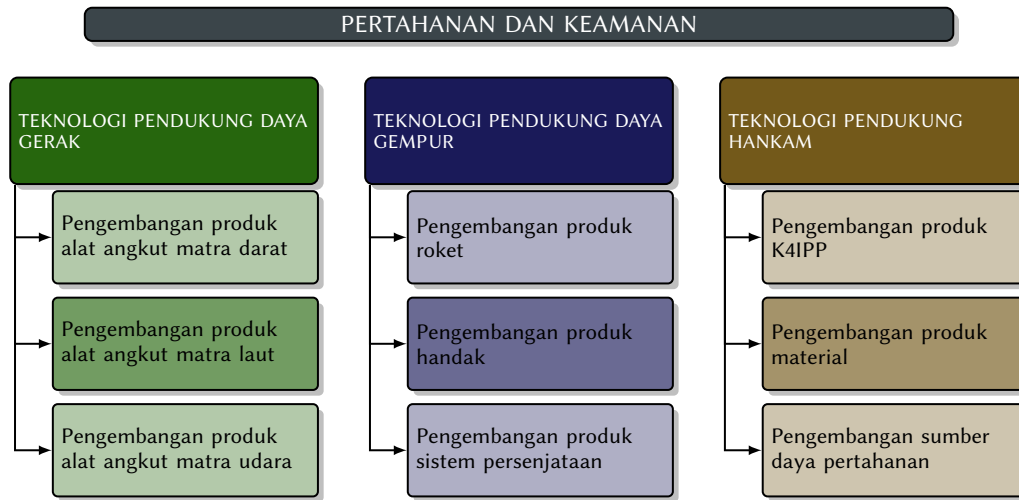 PERTAHANAN DAN KEAMANAN
TEKNOLOGI PENDUKUNG DAYA
GERAK
Pengembangan produk
alat angkut matra darat
Pengembangan produk
alat angkut matra laut
Pengembangan produk
alat angkut matra udara
TEKNOLOGI PENDUKUNG DAYA
GEMPUR
Pengembangan produk
roket
Pengembangan produk
handak
Pengembangan produk
sistem persenjataan
TEKNOLOGI PENDUKUNG
HANKAM
Pengembangan produk
K4IPP
Pengembangan produk
material
Pengembangan sumber
daya pertahanan